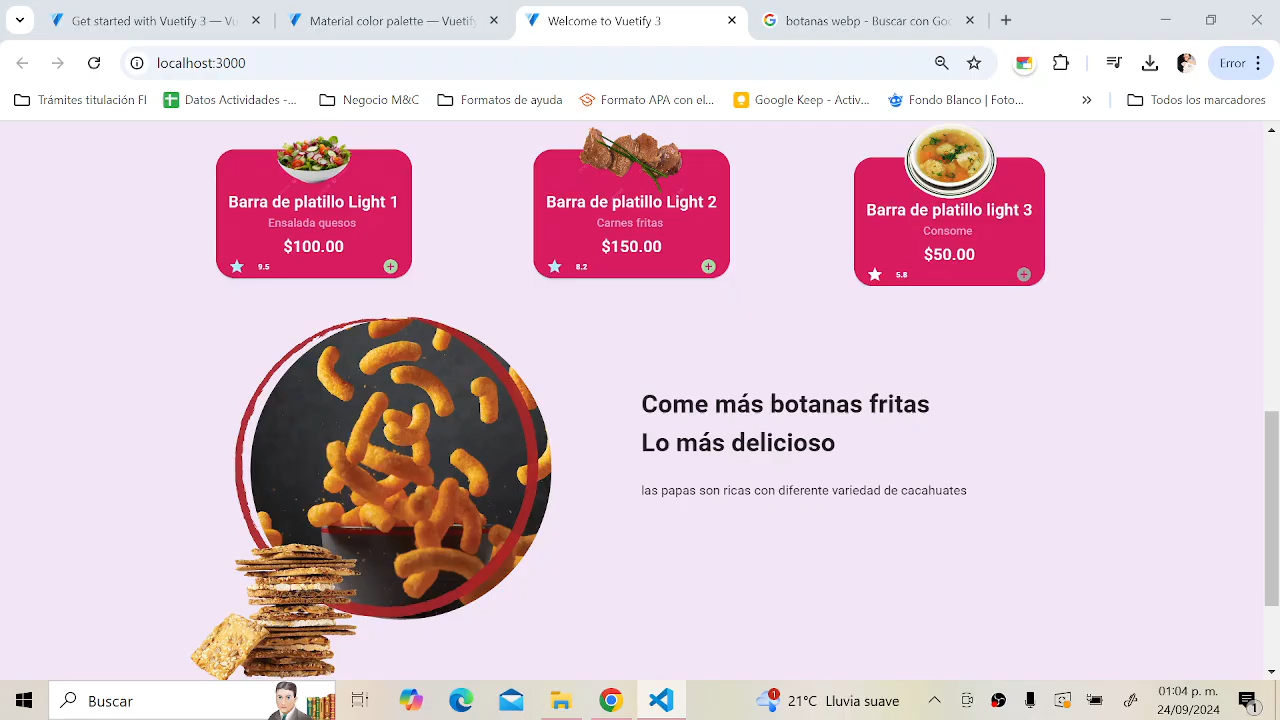 Get started with Vuetify 3 — Vu
Material color palette — Vuetify
Welcome to Vuetify 3
botanas webp - Buscar con Goo
localhost:3000
Error
Trámites titulación FI
Datos Actividades -...
Negocio M&C
Formatos de ayuda
Formato APA con el...
Google Keep - Activ...
Fondo Blanco | Foto...
Todos los marcadores
Barra de platillo Light 1
Ensalada quesos
$100.00
9.5
Barra de platillo Light 2
Carnes fritas
$150.00
8.2
Barra de platillo light 3
Consome
$50.00
5.8
Come más botanas fritas
Lo más delicioso
las papas son ricas con diferente variedad de cacahuates
Buscar
21°C Lluvia suave
01:04 p. m.
24/09/2024
1